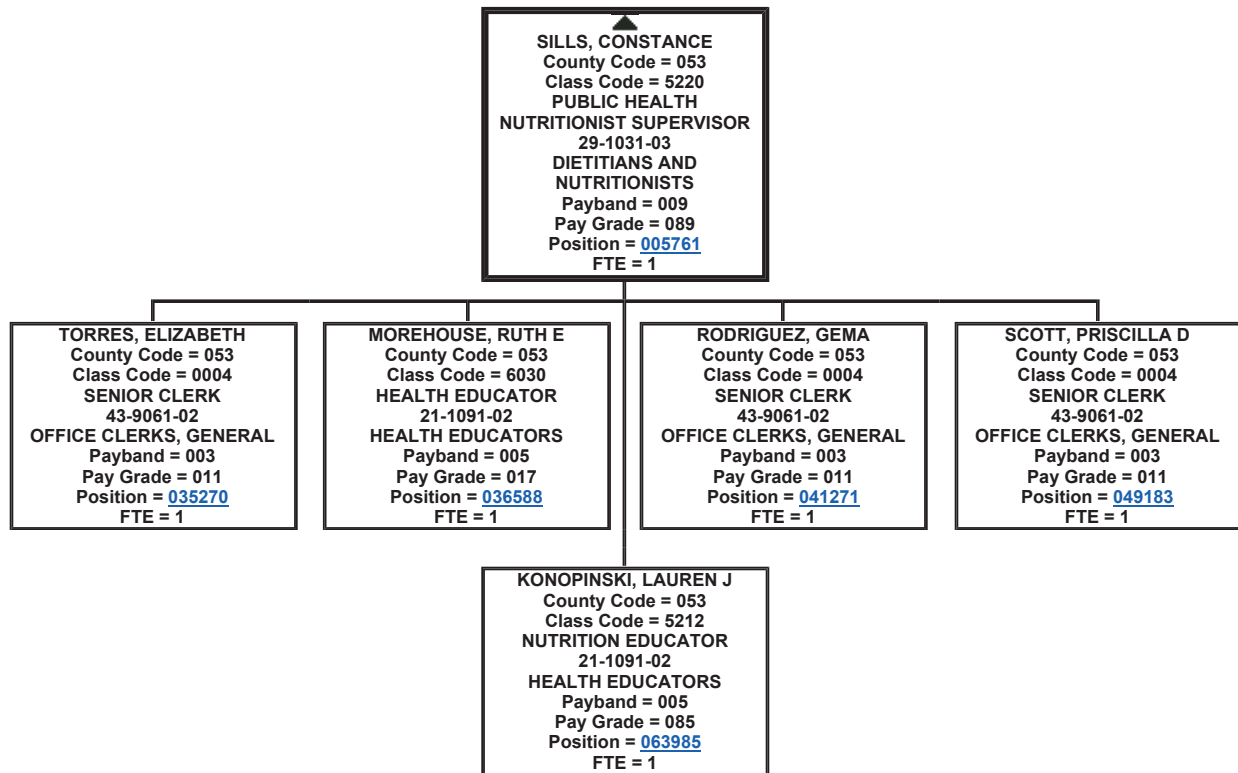 SILLS, CONSTANCE
County Code = 053
Class Code = 5220
PUBLIC HEALTH
NUTRITIONIST SUPERVISOR
29-1031-03
DIETITIANS AND
NUTRITIONISTS
Payband = 009
Pay Grade = 089
Position = 005761
FTE = 1
TORRES, ELIZABETH
County Code = 053
Class Code = 0004
SENIOR CLERK
43-9061-02
OFFICE CLERKS, GENERAL
Payband = 003
Pay Grade = 011
Position = 035270
FTE = 1
MOREHOUSE, RUTH E
County Code = 053
Class Code = 6030
HEALTH EDUCATOR
21-1091-02
HEALTH EDUCATORS
Payband = 005
Pay Grade = 017
Position = 036588
FTE = 1
RODRIGUEZ, GEMA
County Code = 053
Class Code = 0004
SENIOR CLERK
43-9061-02
OFFICE CLERKS, GENERAL
Payband = 003
Pay Grade = 011
Position = 041271
FTE = 1
SCOTT, PRISCILLA D
County Code = 053
Class Code = 0004
SENIOR CLERK
43-9061-02
OFFICE CLERKS, GENERAL
Payband = 003
Pay Grade = 011
Position = 049183
FTE = 1
KONOPINSKI, LAUREN J
County Code = 053
Class Code = 5212
NUTRITION EDUCATOR
21-1091-02
HEALTH EDUCATORS
Payband = 005
Pay Grade = 085
Position = 063985
FTE = 1